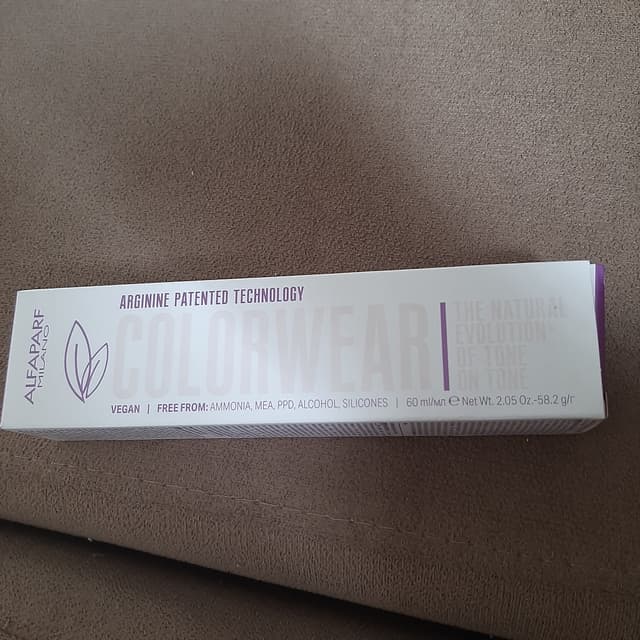 ALFAPARF
MILANO
ARGININE PATENTED TECHNOLOGY
COLORWEAR
THE NATURAL
EVOLUTION*
OF TONE
ON TONE
VEGAN | FREE FROM: AMMONIA, MEA, PPD, ALCOHOL, SILICONES | 60 ml/мл ℮ Net Wt. 2.05 Oz.-58.2 g/г